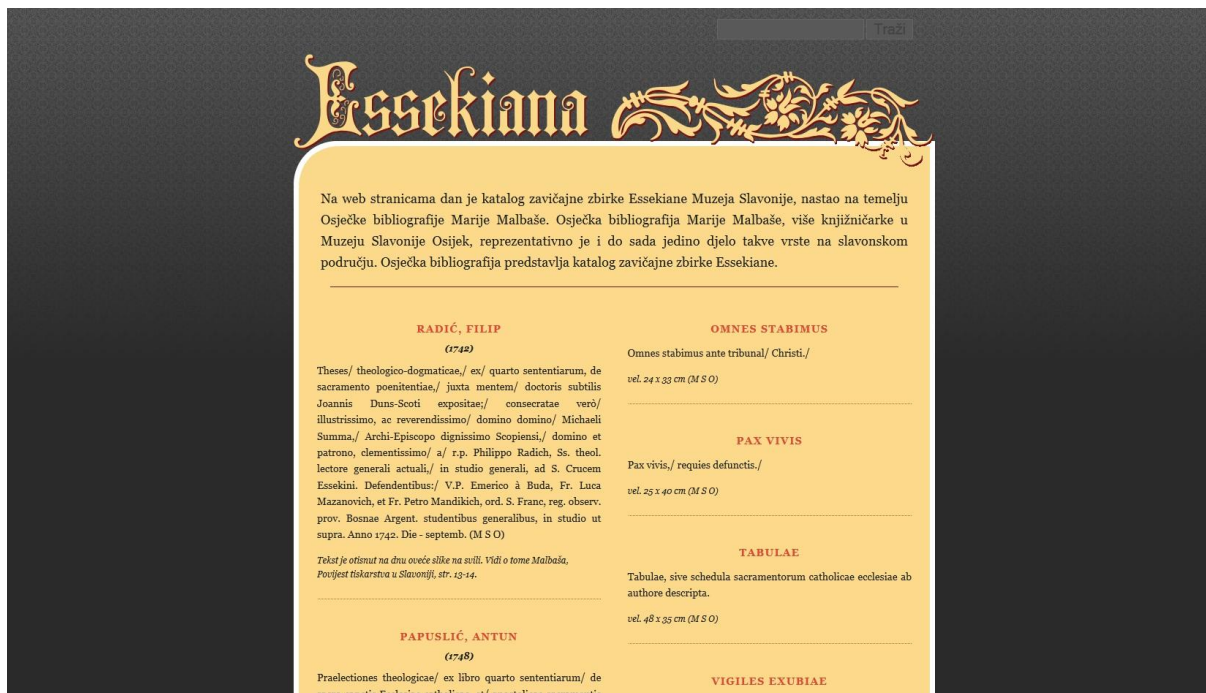 Traži
Essekiana
Na web stranicama dan je katalog zavičajne zbirke Essekiane Muzeja Slavonije, nastao na temelju
Osječke bibliografije Marije Malbaše. Osječka bibliografija Marije Malbaše, više knjižničarke u
Muzeju Slavonije Osijek, reprezentativno je i do sada jedino djelo takve vrste na slavonskom
području. Osječka bibliografija predstavlja katalog zavičajne zbirke Essekiane.
RADIĆ, FILIP
(1742)
Theses/ theologico-dogmaticae,/ ex/ quarto sententiarum, de
sacramento poenitentiae,/ juxta mentem/ doctoris subtilis
Joannis Duns-Scoti expositae;/ consecratae verò/
illustrissimo, ac reverendissimo/ domino domino/ Michaeli
Summa,/ Archi-Episcopo dignissimo Scopiensi,/ domino et
patrono, clementissimo/ a/ r.p. Philippo Radich, Ss. theol.
lectore generali actuali,/ in studio generali, ad S. Crucem
Essekini. Defendentibus:/ V.P. Emerico à Buda, Fr. Luca
Mazanovich, et Fr. Petro Mandikich, ord. S. Franc, reg. observ.
prov. Bosnae Argent. studentibus generalibus, in studio ut
supra. Anno 1742. Die - septemb. (M S O)
Tekst je otisnut na dnu oveće slike na svili. Vidi o tome Malbaša,
Povijest tiskarstva u Slavoniji, str. 13-14.
PAPUSLIĆ, ANTUN
(1748)
Praelectiones theologicae/ ex libro quarto sententiarum/ de
OMNES STABIMUS
Omnes stabimus ante tribunal/ Christi./
vel. 24 x 33 cm (M S O)
PAX VIVIS
Pax vivis,/ requies defunctis./
vel. 25 x 40 cm (M S O)
TABULAE
Tabulae, sive schedula sacramentorum catholicae ecclesiae ab
authore descripta.
vel. 48 x 35 cm (M S O)
VIGILES EXUBIAE